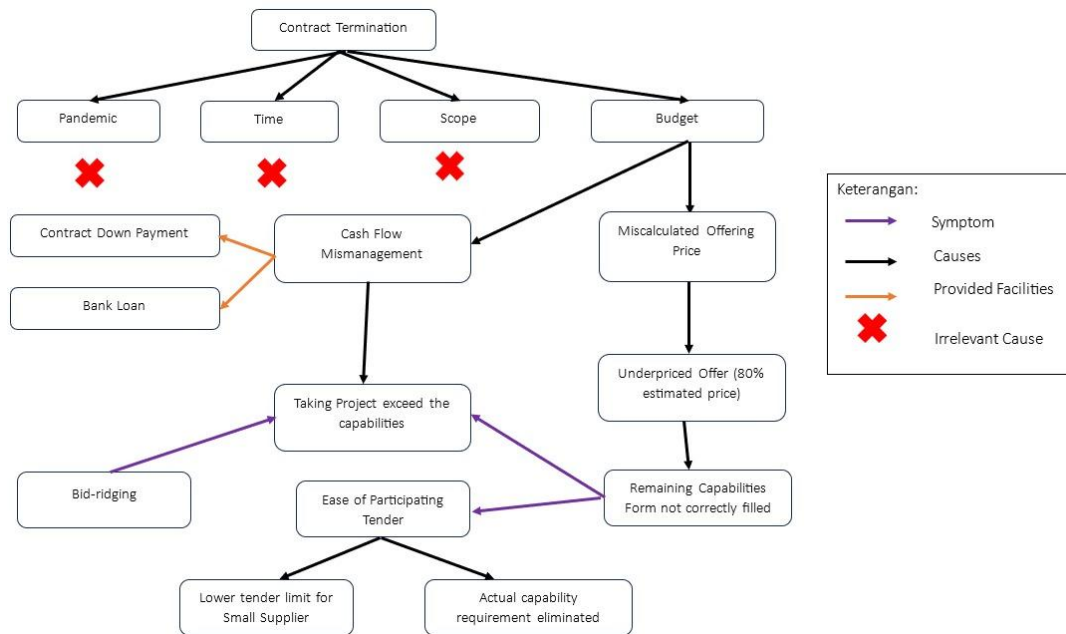 Contract Termination
Pandemic
Time
Scope
Budget
Keterangan:
Symptom
Causes
Provided Facilities
Irrelevant Cause
Contract Down Payment
Cash Flow
Mismanagement
Miscalculated Offering
Price
Bank Loan
Underpriced Offer (80%
estimated price)
Taking Project exceed the
capabilities
Bid-ridging
Ease of Participating
Tender
Remaining Capabilities
Form not correctly filled
Lower tender limit for
Small Supplier
Actual capability
requirement eliminated